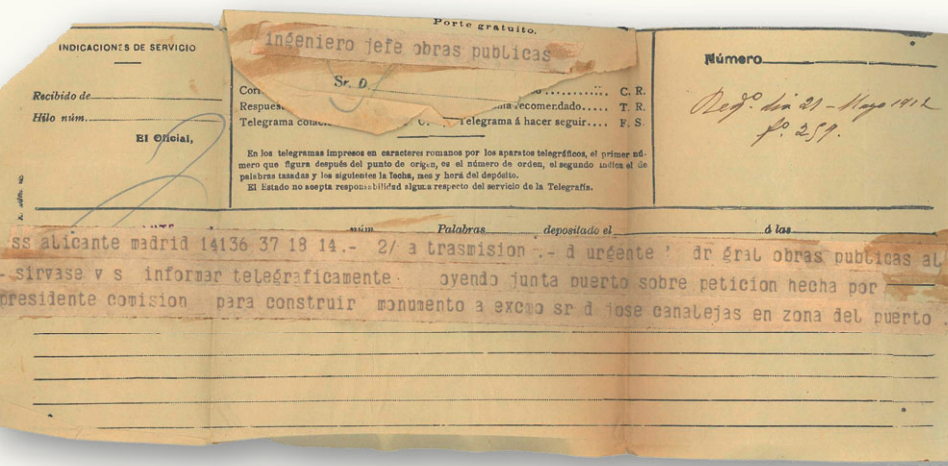 Porte gratuito.
ingeniero jefe obras publicas
INDICACIONES DE SERVICIO
Recibido de
Hilo núm.
El Oficial,
Sr. D.
C. R.
Respues recomendado..... T. R.
Telegrama Telegrama á hacer seguir.... F. S
En los telegramas impresos en caracteres romanos por los aparatos telegráficos, el primer nú-
mero que figura después del punto de origen, es el número de orden, el segundo indica el de
palabras tasadas y los siguientes la fecha, mes y hora del depósito.
El Estado no acepta responsabilidad alguna respecto del servicio de la Telegrafía.
Número
Regº. dia 21 - Mayo 1912
fº. 259.
núm. Palabras depositado el á las
ss alicante madrid 14136 37 18 14.- 2/ a trasmision .- d urgente ' dr gral obras publicas al
- sirvase v s informar telegraficamente oyendo junta puerto sobre peticion hecha por
presidente comision para construir monumento a excmo sr d jose canalejas en zona del puerto